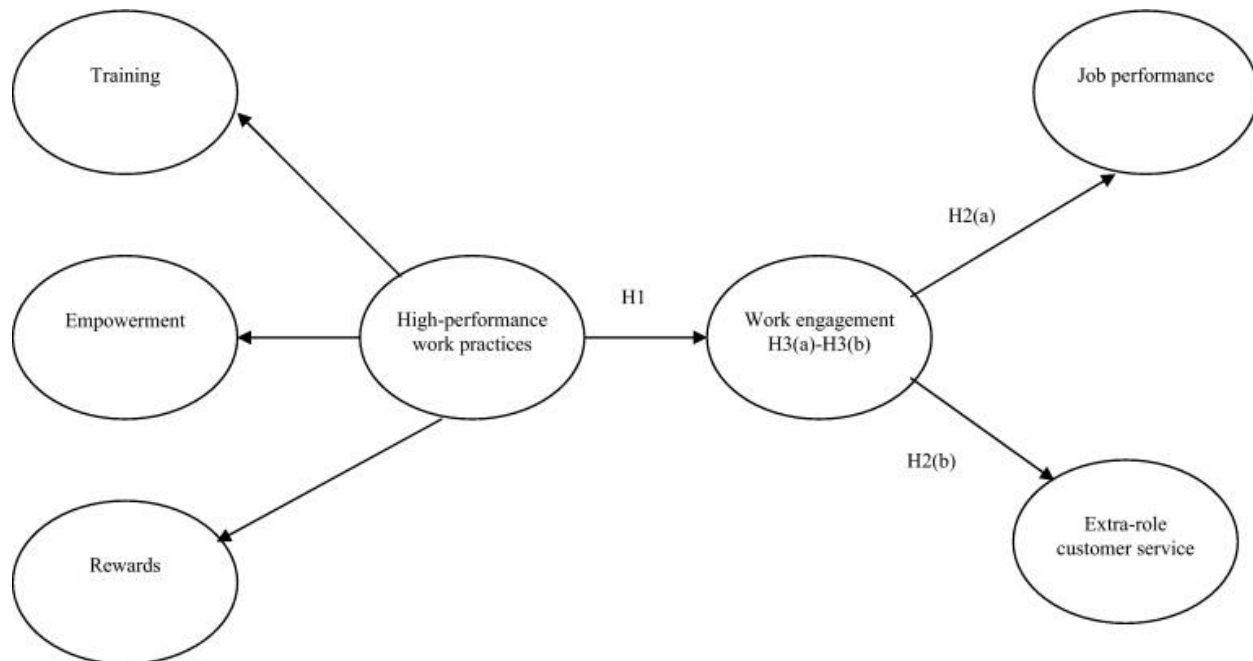 Training
Job performance
H2(a)
Empowerment
High-performance
work practices
H1
Work engagement
H3(a)-H3(b)
H2(b)
Rewards
Extra-role
customer service